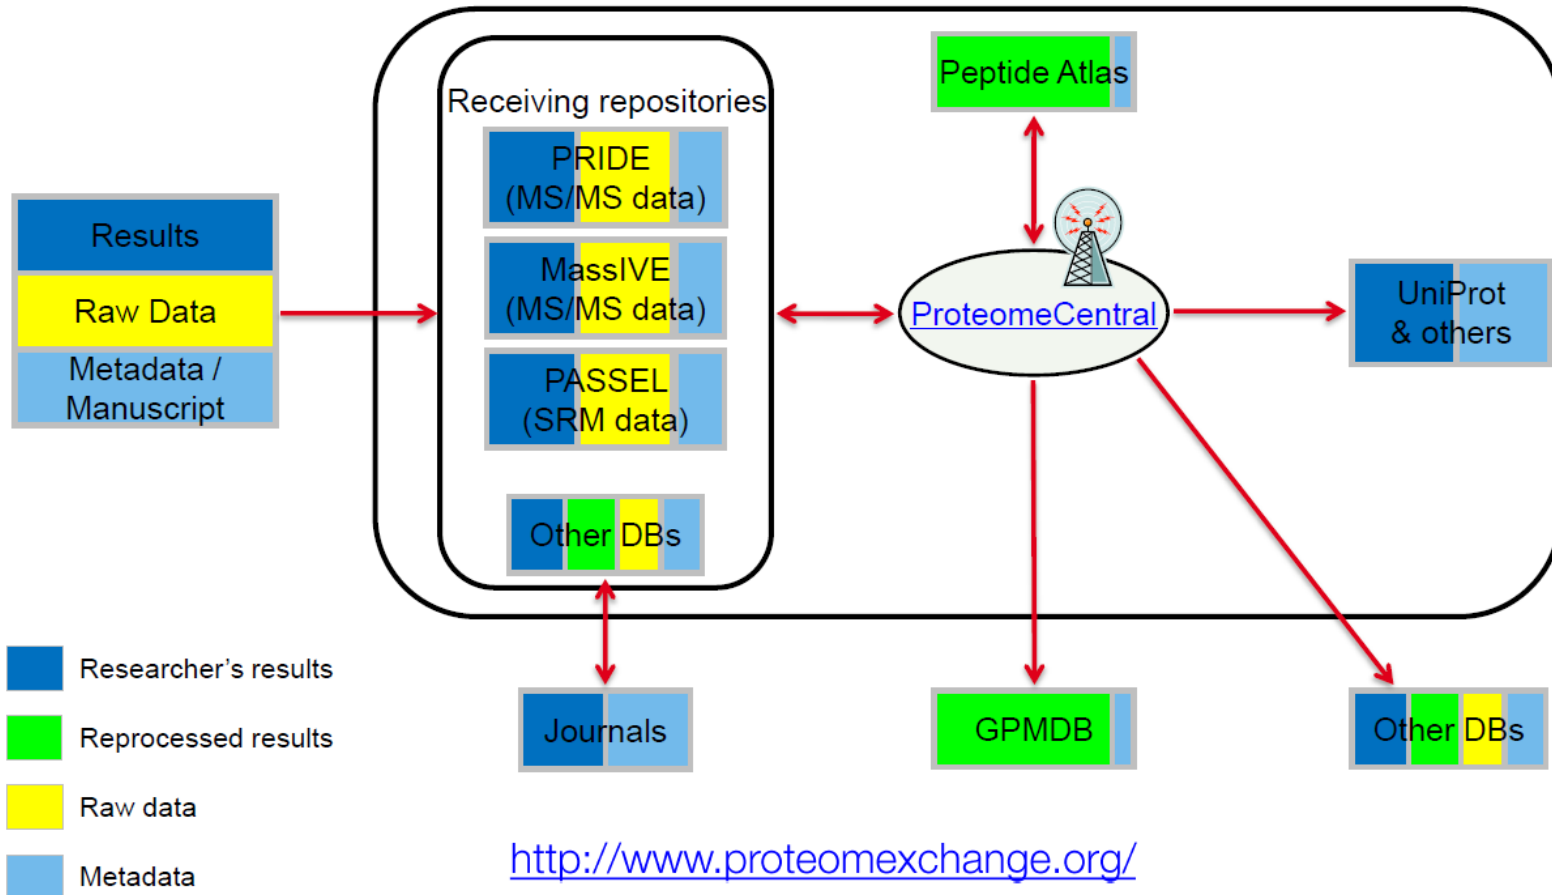 Receiving repositories
PRIDE
(MS/MS data)
MassIVE
(MS/MS data)
PASSEL
(SRM data)
Other DBs
Results
Raw Data
Metadata /
Manuscript
Peptide Atlas
ProteomeCentral
UniProt
& others
Journals
GPMDB
Other DBs
Researcher's results
Reprocessed results
Raw data
Metadata
http://www.proteomexchange.org/